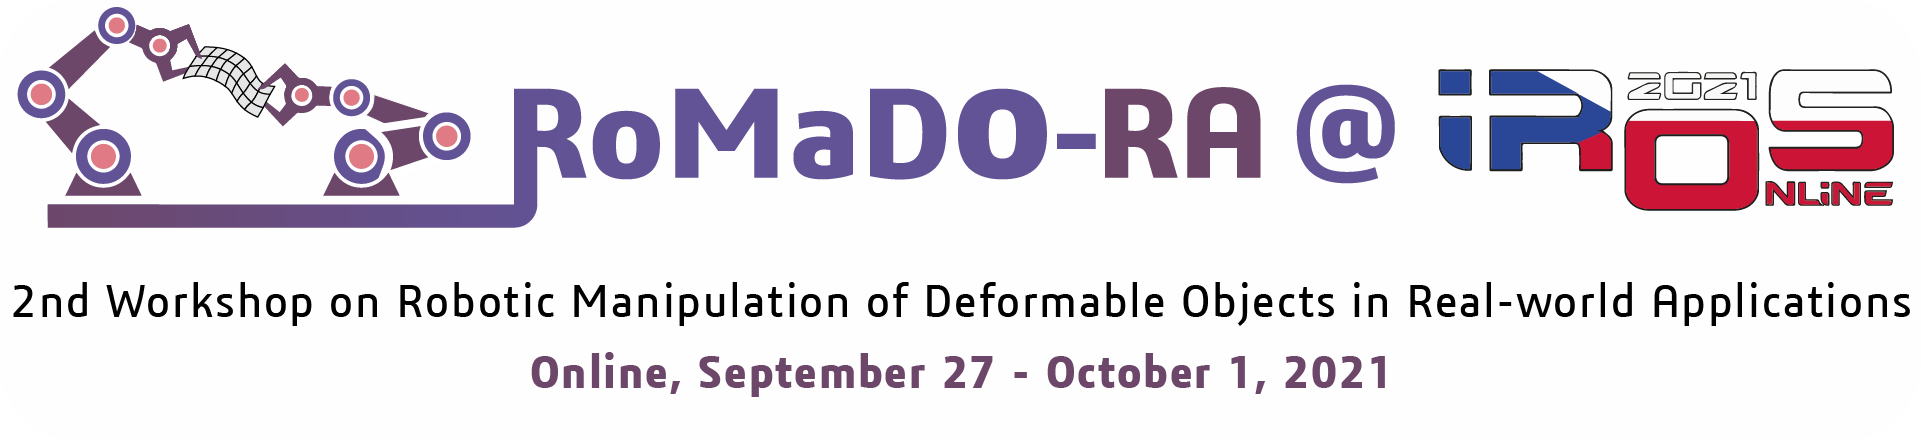 RoMaDO-RA @ iROS 2021 ONLiNE
2nd Workshop on Robotic Manipulation of Deformable Objects in Real-world Applications
Online, September 27 - October 1, 2021